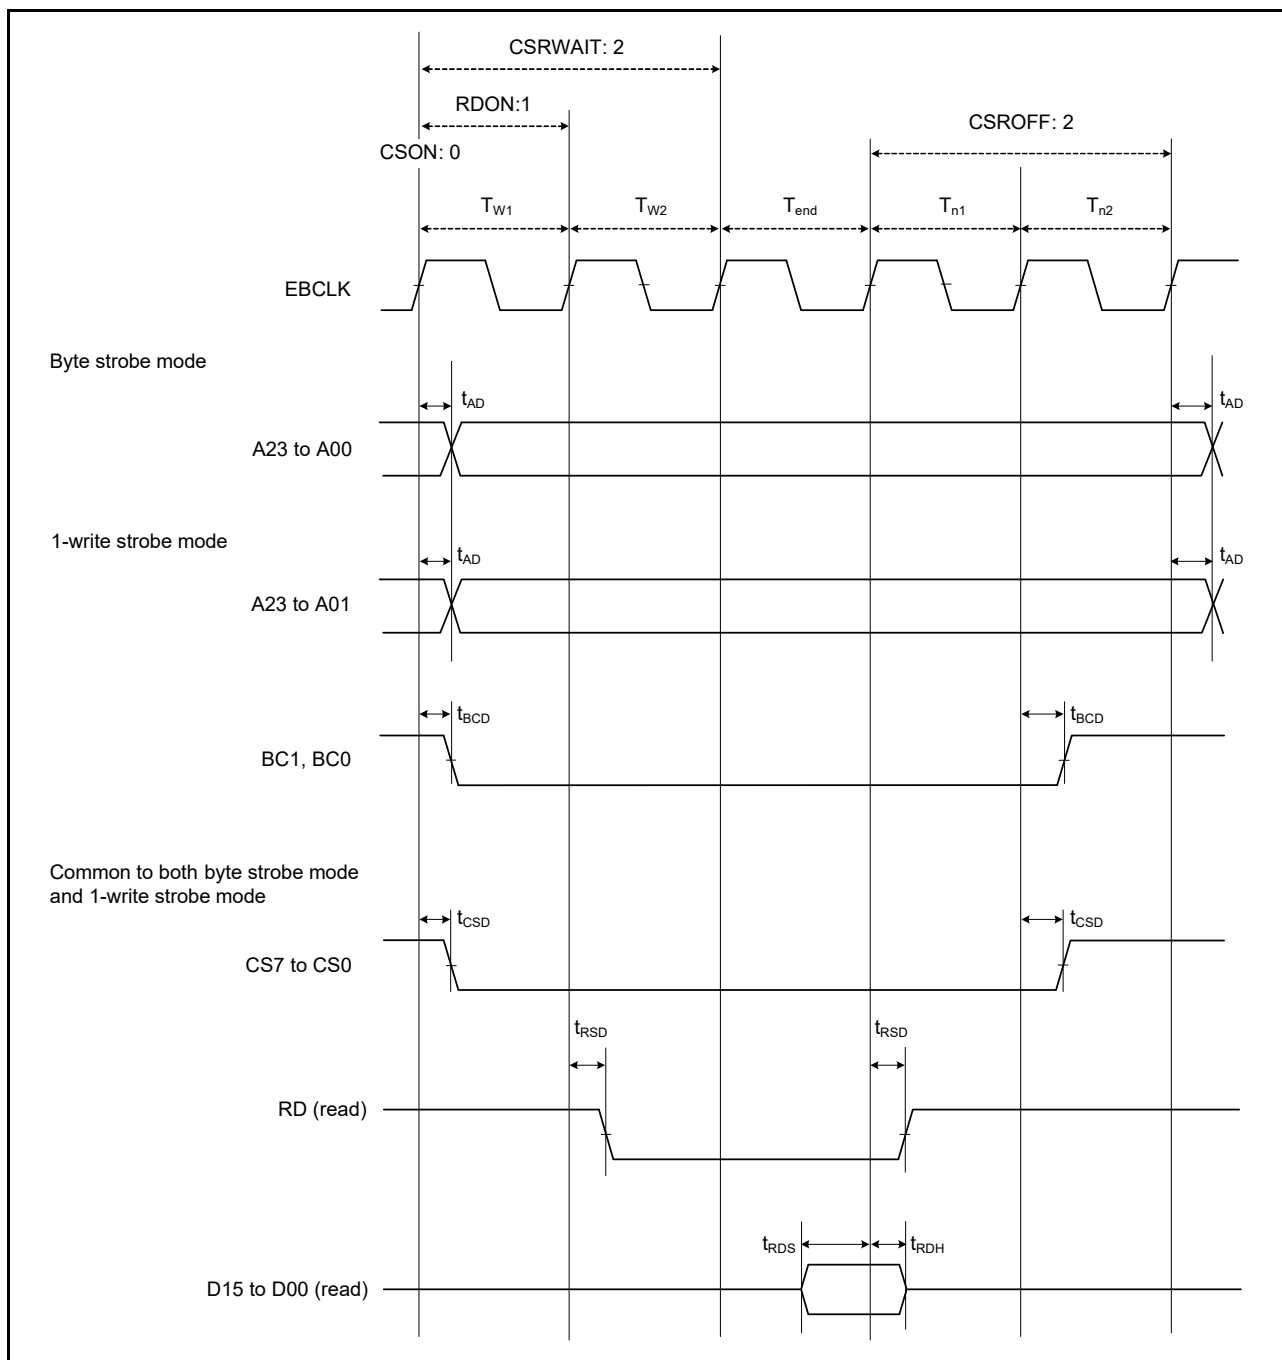 CSRWAIT: 2
RDON:1
CSROFF: 2
CSON: 0
TW1
TW2
Tend
Tn1
Tn2
EBCLK
Byte strobe mode
tAD
tAD
A23 to A00
1-write strobe mode
tAD
tAD
A23 to A01
tBCD
tBCD
BC1, BC0
Common to both byte strobe mode
and 1-write strobe mode
tCSD
tCSD
CS7 to CS0
tRSD
tRSD
RD (read)
tRDS
tRDH
D15 to D00 (read)